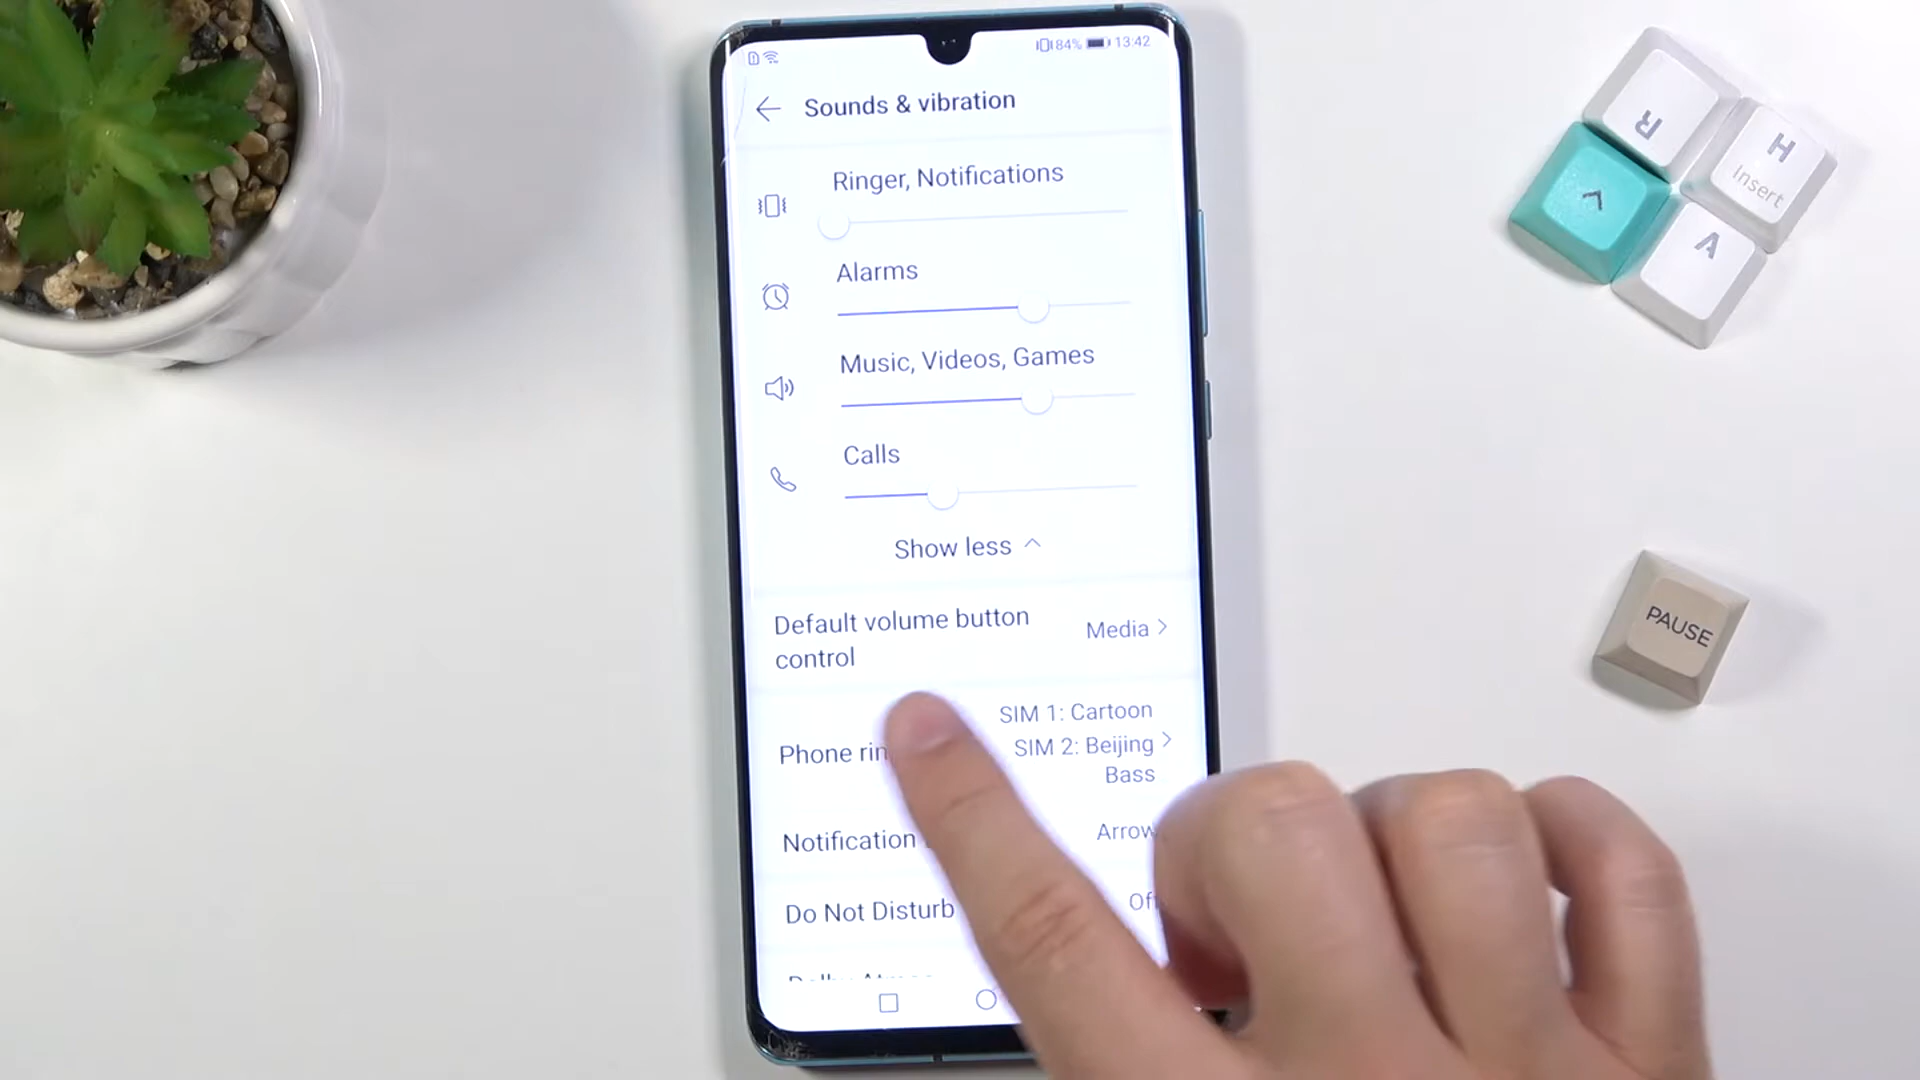 84% 13:42
Sounds & vibration
Ringer, Notifications
Alarms
Music, Videos, Games
Calls
Show less
Default volume button
control
Media
SIM 1: Cartoon
Phone
SIM 2: Beijing
Bass
Notification
Arrow
Do Not Disturb
R
H
Insert
A
PAUSE